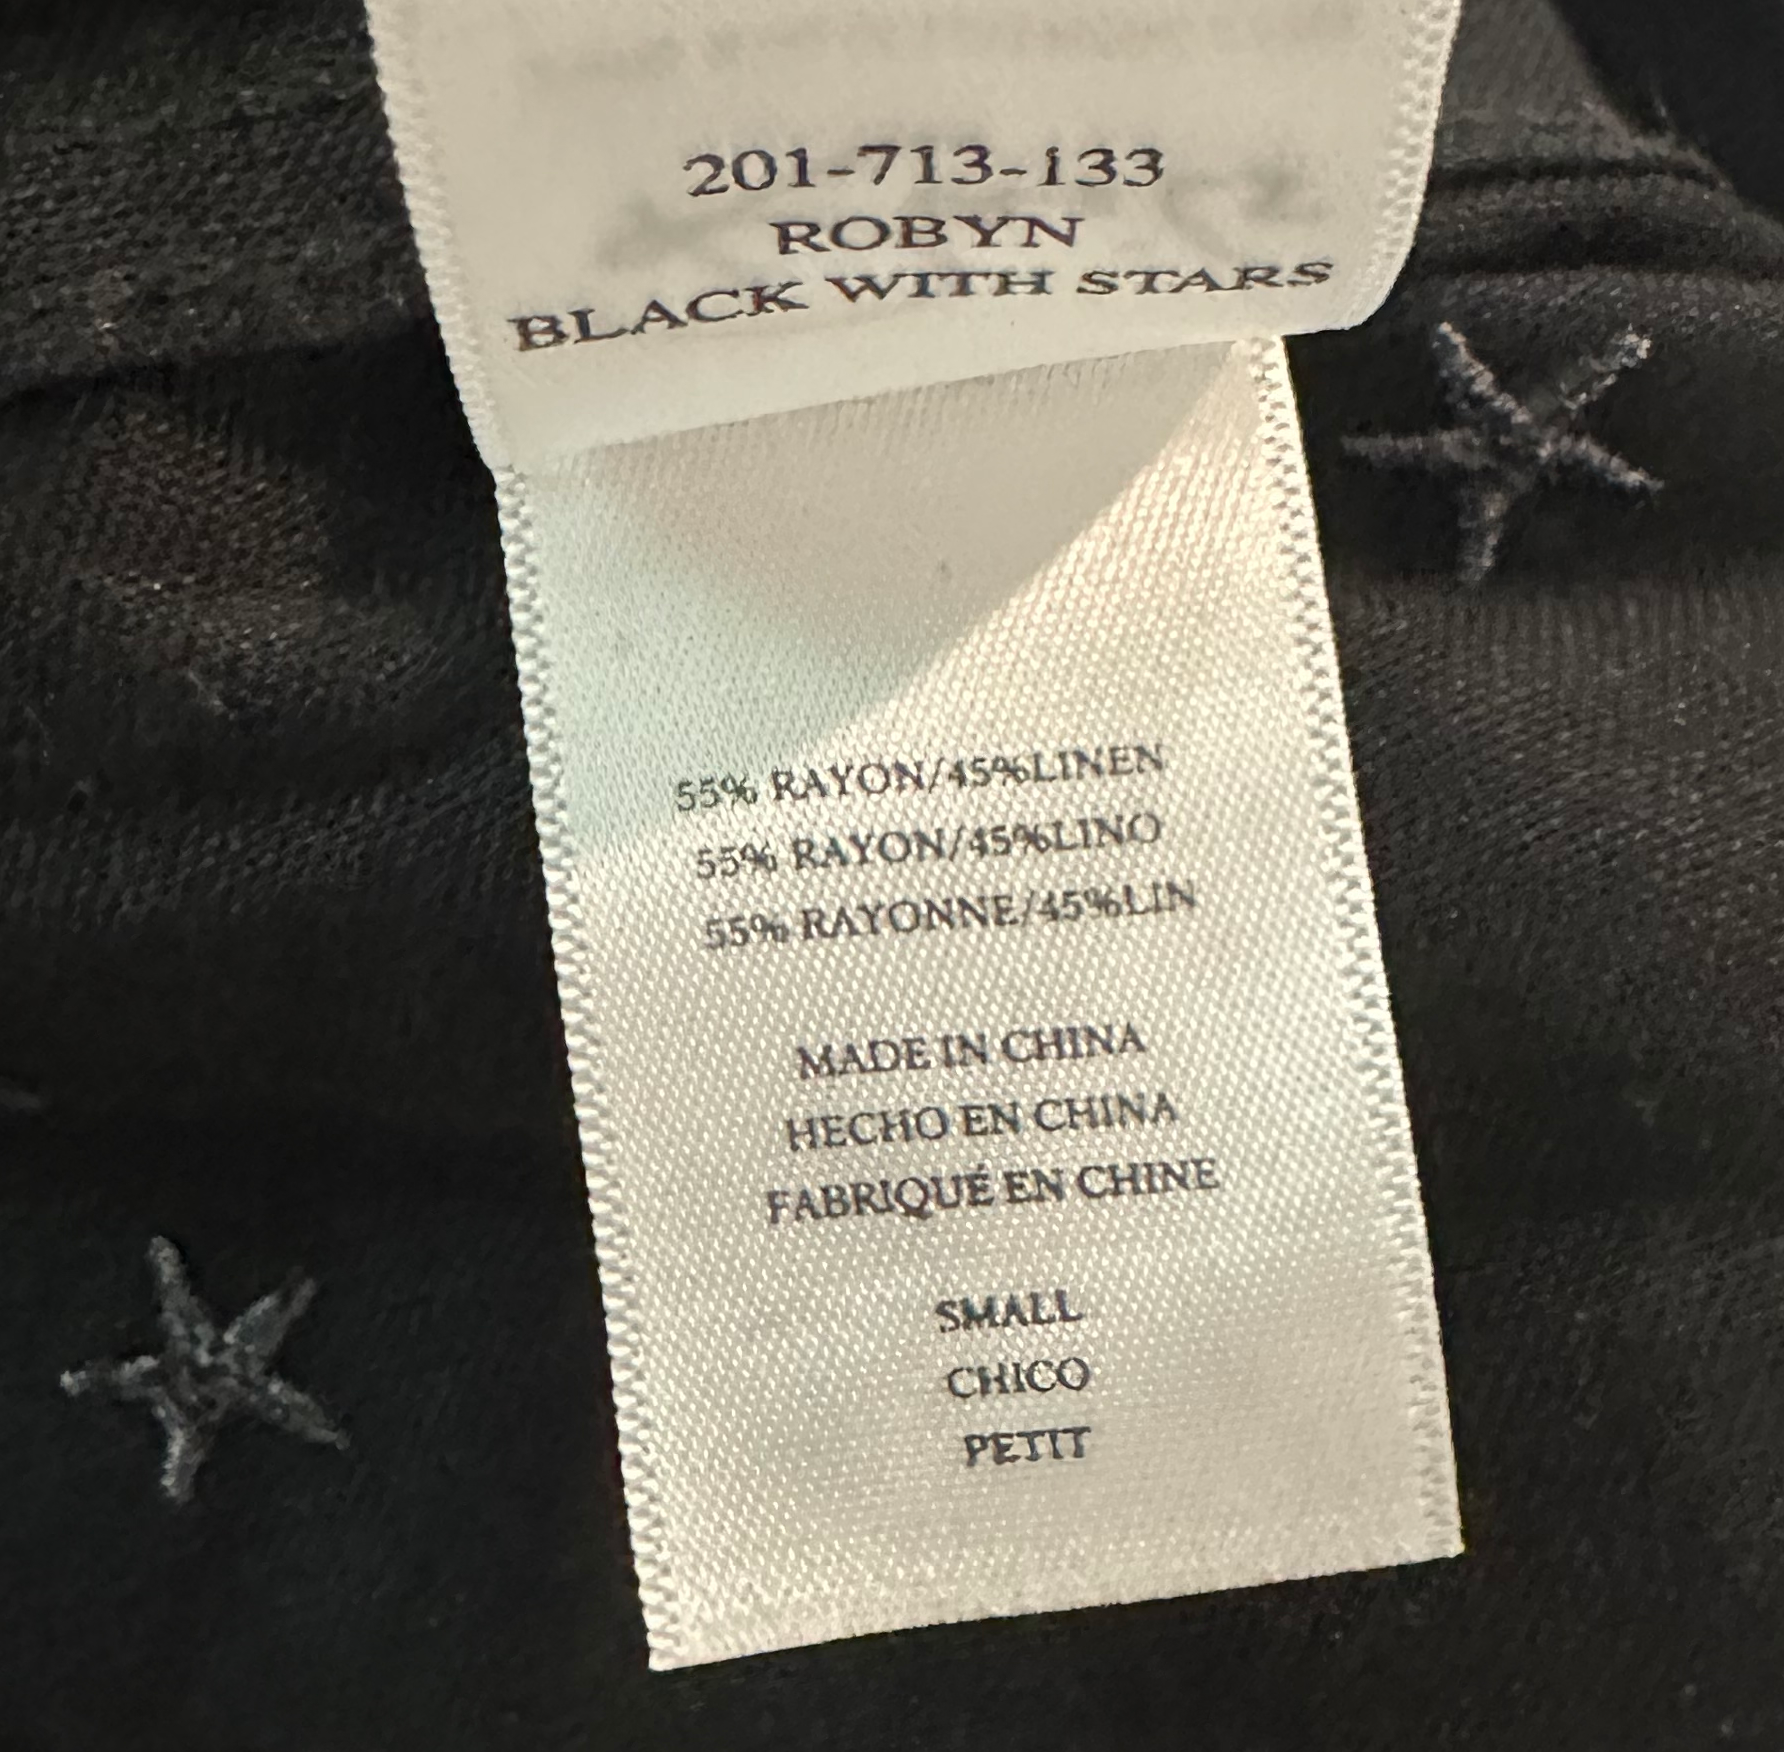 201-713-133
ROBYN
BLACK WITH STARS
55% RAYON/45%LINEN
55% RAYON/45%LINO
55% RAYONNE/45%LIN
MADE IN CHINA
HECHO EN CHINA
FABRIQUÉ EN CHINE
SMALL
CHICO
PETIT